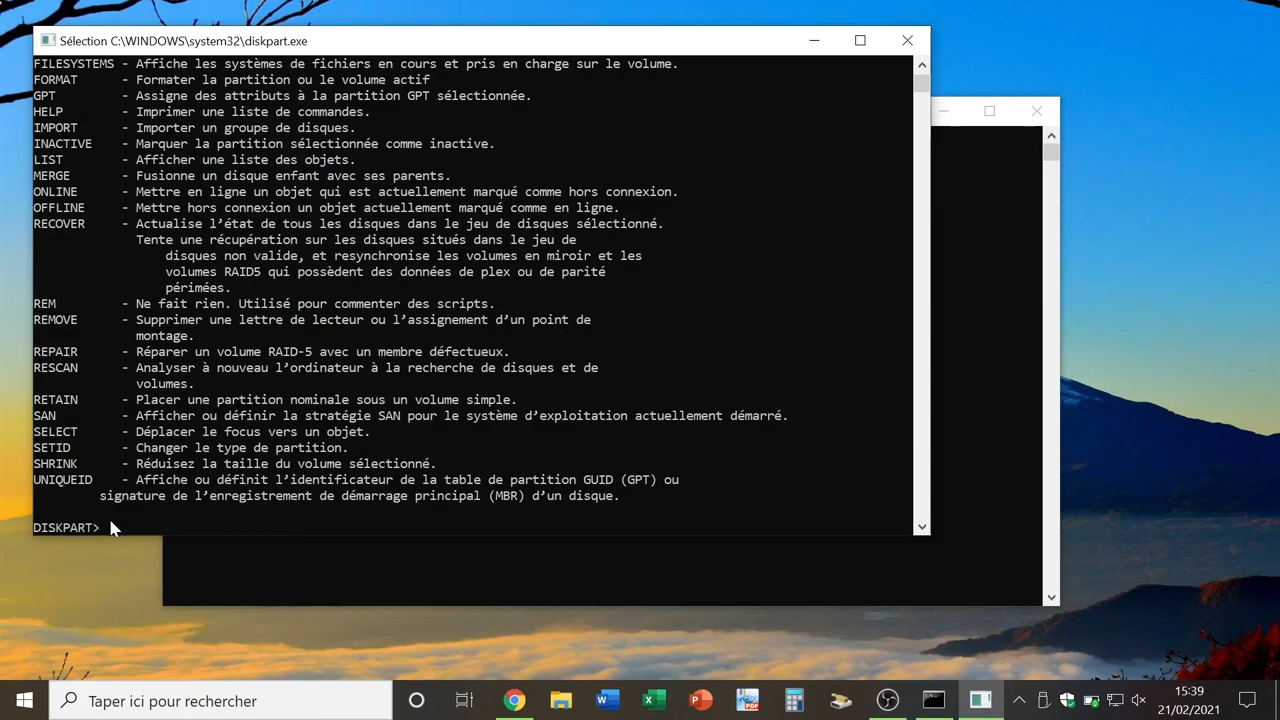 Sélection C:\WINDOWS\system32\diskpart.exe
FILESYSTEMS - Affiche les systèmes de fichiers en cours et pris en charge sur le volume.
FORMAT - Formater la partition ou le volume actif
GPT - Assigne des attributs à la partition GPT sélectionnée.
HELP - Imprimer une liste de commandes.
IMPORT - Importer un groupe de disques.
INACTIVE - Marquer la partition sélectionnée comme inactive.
LIST - Afficher une liste des objets.
MERGE - Fusionne un disque enfant avec ses parents.
ONLINE - Mettre en ligne un objet qui est actuellement marqué comme hors connexion.
OFFLINE - Mettre hors connexion un objet actuellement marqué comme en ligne.
RECOVER - Actualise l’état de tous les disques dans le jeu de disques sélectionné.
Tente une récupération sur les disques situés dans le jeu de
disques non valide, et resynchronise les volumes en miroir et les
volumes RAID5 qui possèdent des données de plex ou de parité
périmées.
REM - Ne fait rien. Utilisé pour commenter des scripts.
REMOVE - Supprimer une lettre de lecteur ou l’assignement d’un point de
montage.
REPAIR - Réparer un volume RAID-5 avec un membre défectueux.
RESCAN - Analyser à nouveau l’ordinateur à la recherche de disques et de
volumes.
RETAIN - Placer une partition nominale sous un volume simple.
SAN - Afficher ou définir la stratégie SAN pour le système d’exploitation actuellement démarré.
SELECT - Déplacer le focus vers un objet.
SETID - Changer le type de partition.
SHRINK - Réduisez la taille du volume sélectionné.
UNIQUEID - Affiche ou définit l’identificateur de la table de partition GUID (GPT) ou
signature de l’enregistrement de démarrage principal (MBR) d’un disque.
DISKPART>
Taper ici pour rechercher
15:39
21/02/2021